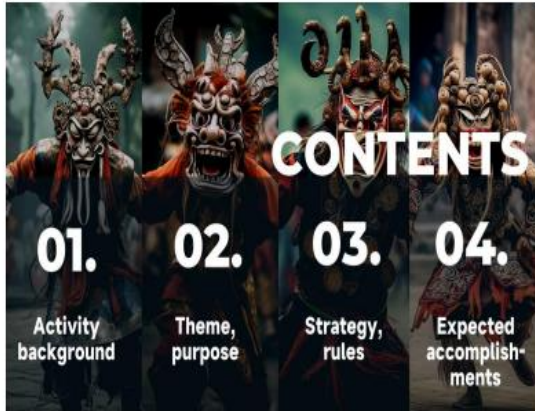 CONTENTS
01.
Activity
background
02.
Theme,
purpose
03.
Strategy,
rules
04.
Expected
accomplish-
ments